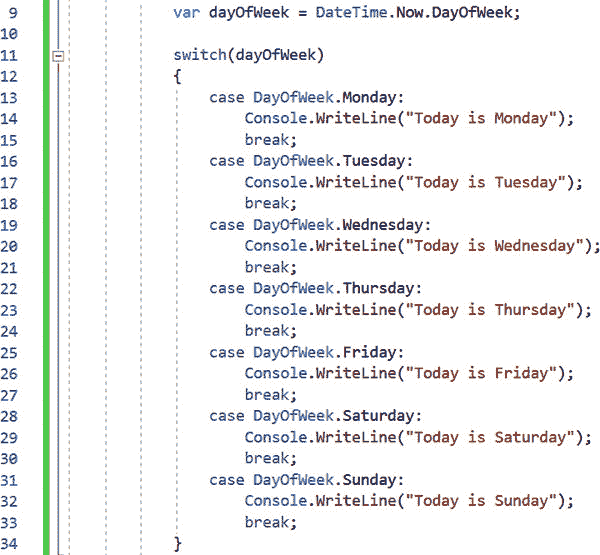 9 var dayOfWeek = DateTime.Now.DayOfWeek;
10
11 switch(dayOfWeek)
12 {
13 case DayOfWeek.Monday:
14 Console.WriteLine("Today is Monday");
15 break;
16 case DayOfWeek.Tuesday:
17 Console.WriteLine("Today is Tuesday");
18 break;
19 case DayOfWeek.Wednesday:
20 Console.WriteLine("Today is Wednesday");
21 break;
22 case DayOfWeek.Thursday:
23 Console.WriteLine("Today is Thursday");
24 break;
25 case DayOfWeek.Friday:
26 Console.WriteLine("Today is Friday");
27 break;
28 case DayOfWeek.Saturday:
29 Console.WriteLine("Today is Saturday");
30 break;
31 case DayOfWeek.Sunday:
32 Console.WriteLine("Today is Sunday");
33 break;
34 }